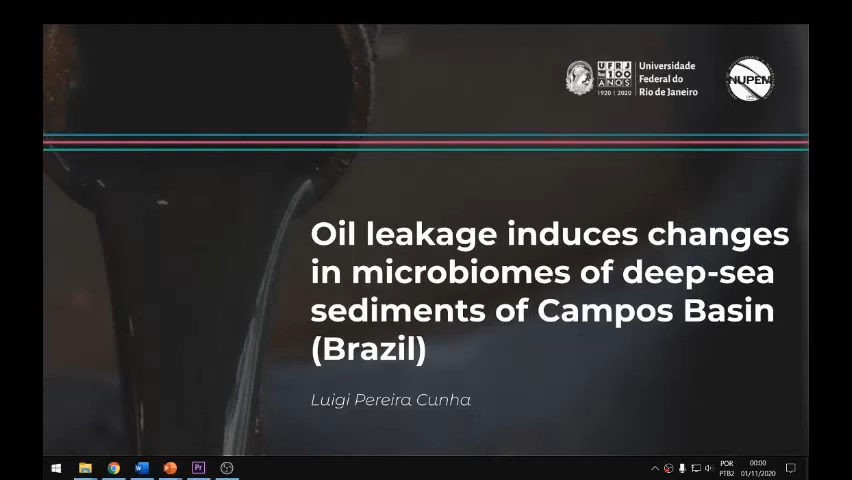 UFRJ
100
ANOS
1920 | 2020
Universidade
Federal do
Rio de Janeiro
NUPEM
Oil leakage induces changes
in microbiomes of deep-sea
sediments of Campos Basin
(Brazil)
Luigi Pereira Cunha
W
P
Pr
POR
PTB2
00:00
01/11/2020